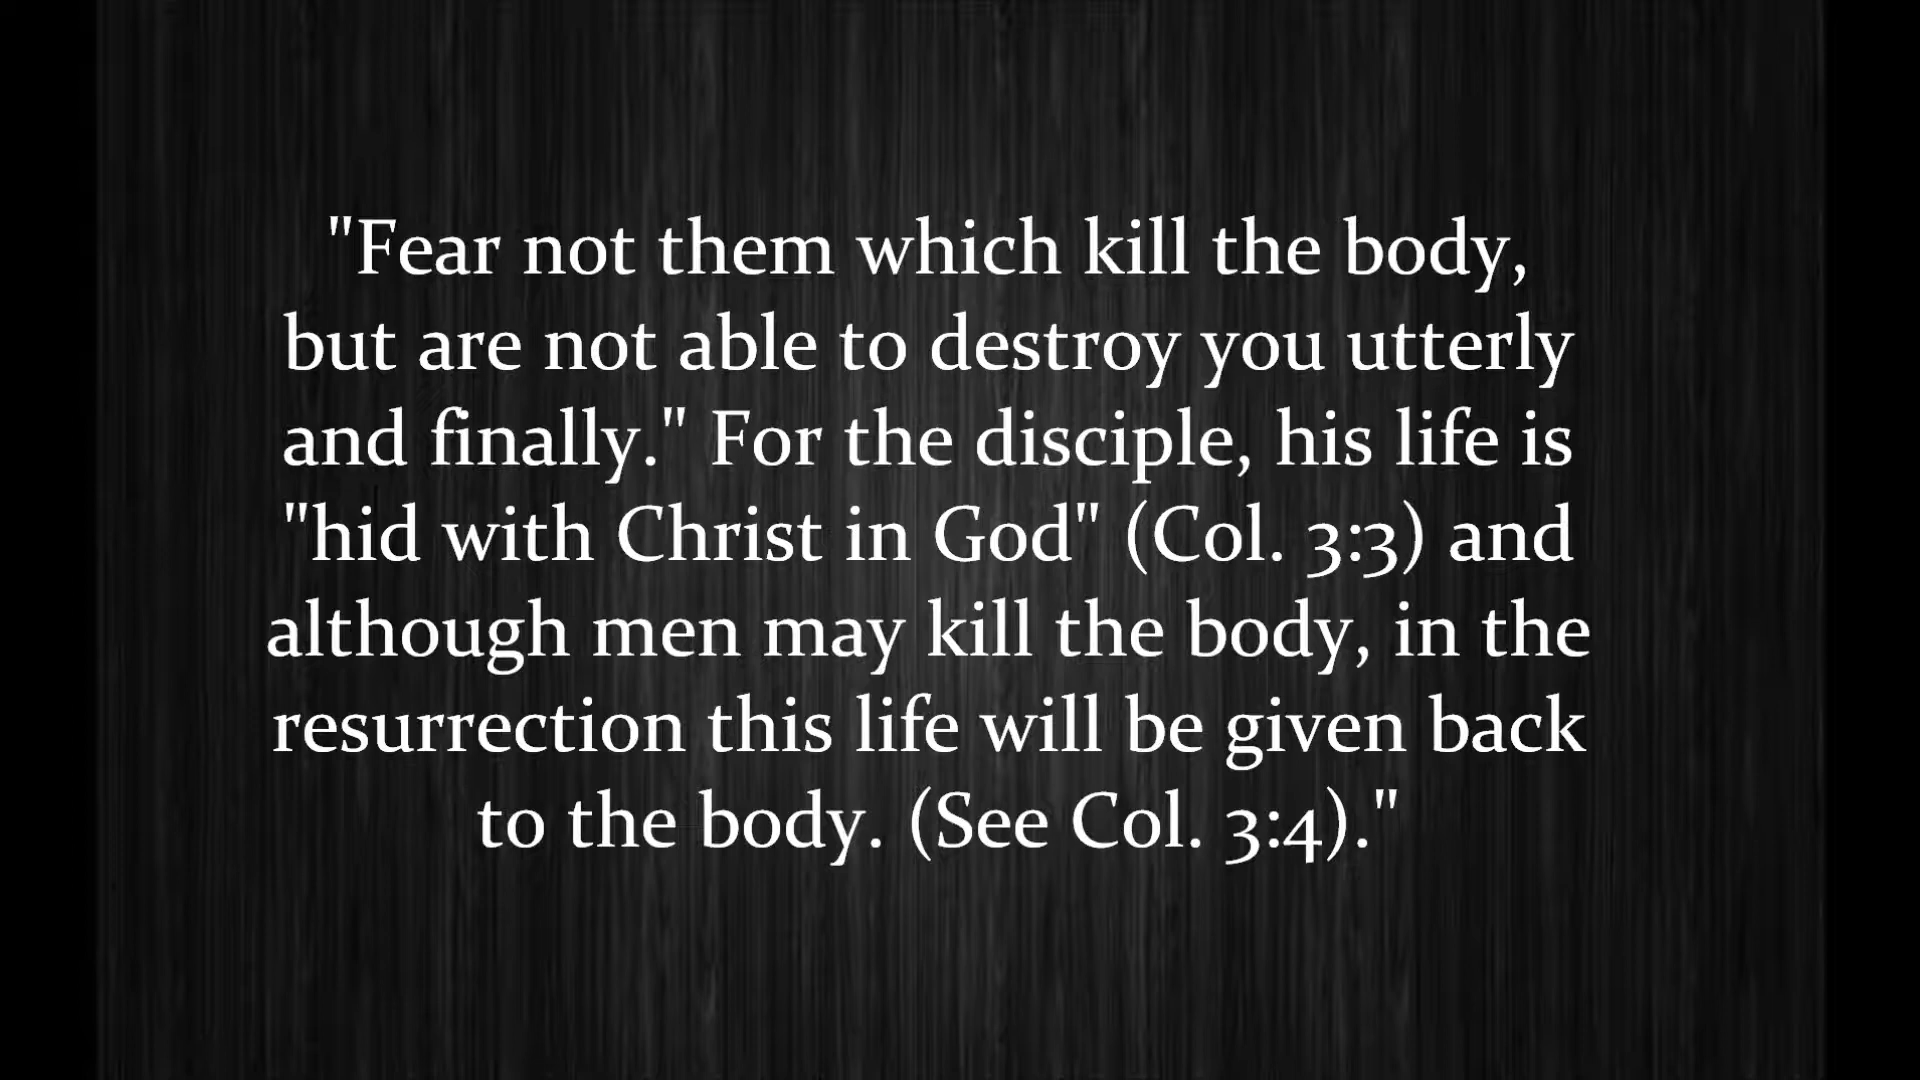 "Fear not them which kill the body,
but are not able to destroy you utterly
and finally." For the disciple, his life is
"hid with Christ in God" (Col. 3:3) and
although men may kill the body, in the
resurrection this life will be given back
to the body. (See Col. 3:4)."